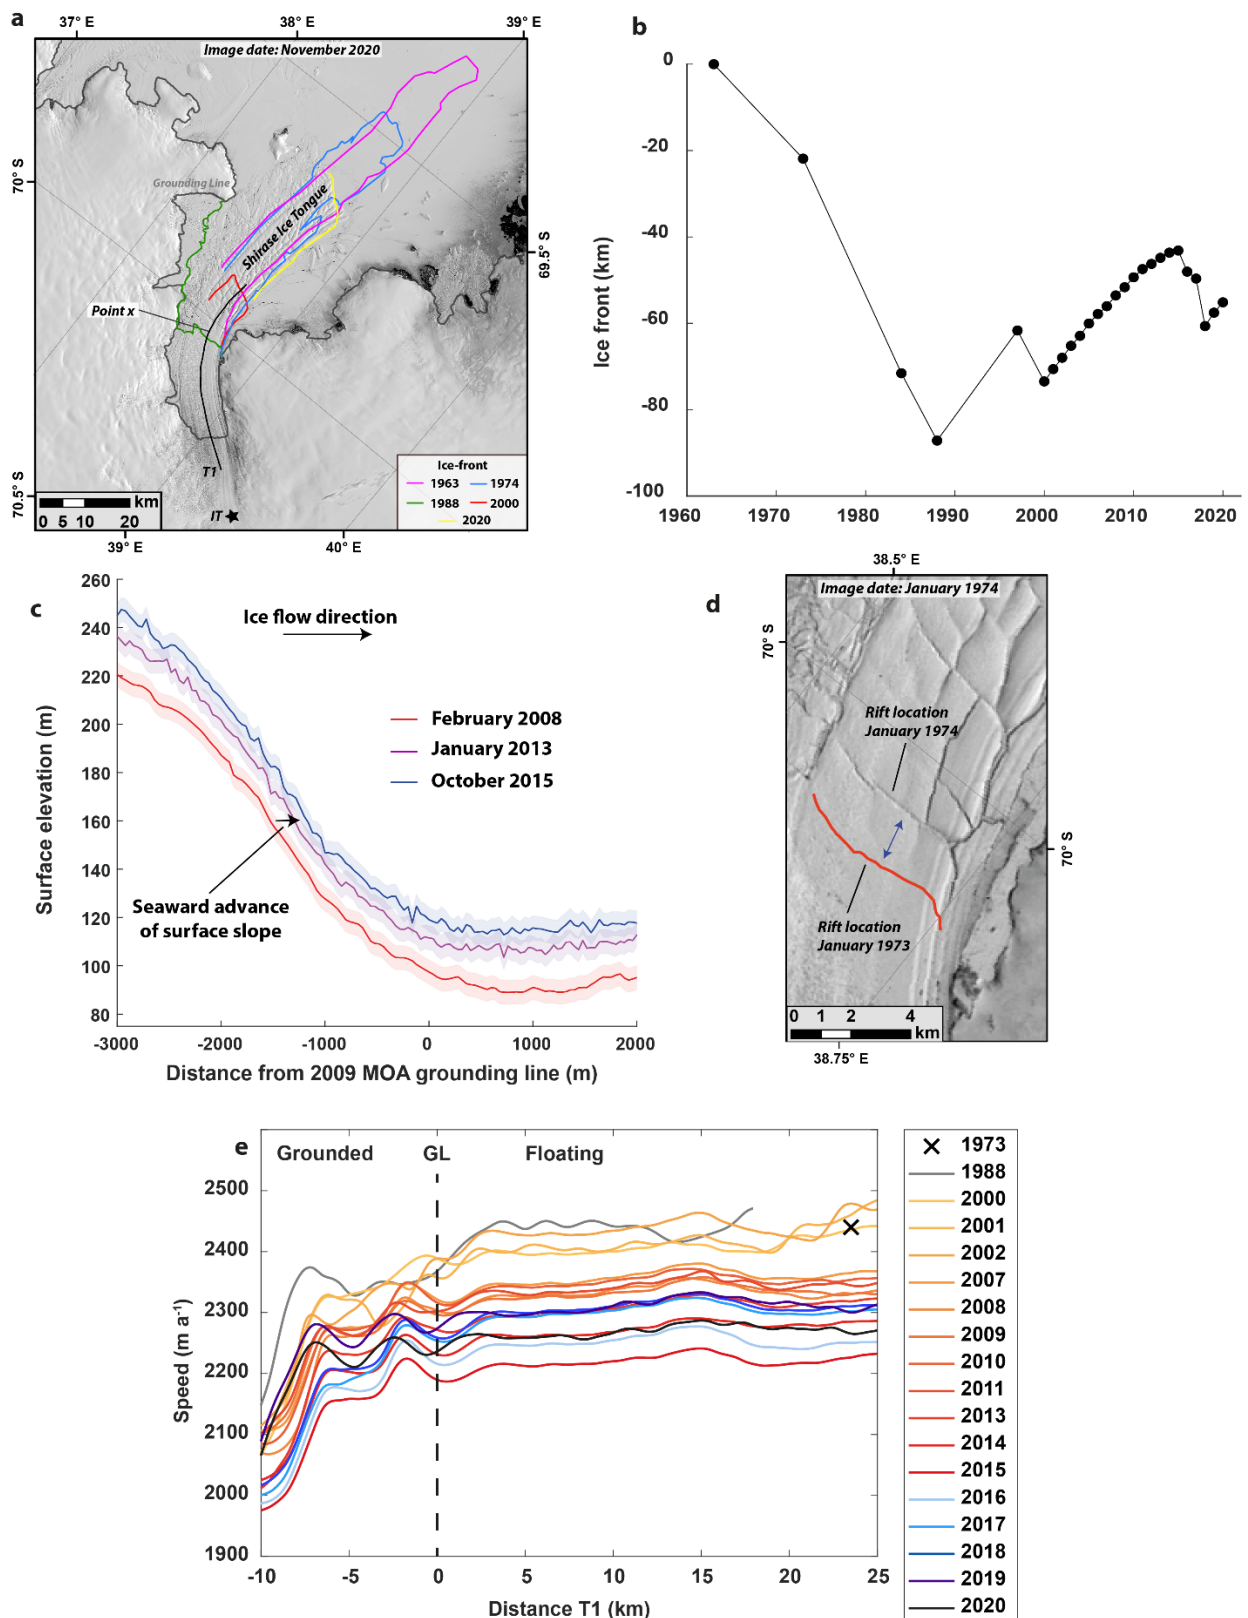 a
37° E
38° E
39° E
Image date: November 2020
70° S
Grounding Line
Shirase Ice Tongue
69.5° S
Point x
T1
70.5° S
IT
km
0 5 10 20
Ice-front
1963 1974
1988 2000
2020
39° E
40° E
b
0
-20
-40
-60
-80
-100
Ice front (km)
1960 1970 1980 1990 2000 2010 2020
c
260
240
220
200
180
160
140
120
100
80
Surface elevation (m)
Ice flow direction
February 2008
January 2013
October 2015
Seaward advance
of surface slope
-3000 -2000 -1000 0 1000 2000
Distance from 2009 MOA grounding line (m)
d
38.5° E
Image date: January 1974
70° S
Rift location
January 1974
70° S
Rift location
January 1973
0 1 2 4
km
38.75° E
e
Grounded GL Floating
2500
2400
2300
2200
2100
2000
1900
Speed (m a⁻¹)
-10 -5 0 5 10 15 20 25
Distance T1 (km)
1973
1988
2000
2001
2002
2007
2008
2009
2010
2011
2013
2014
2015
2016
2017
2018
2019
2020